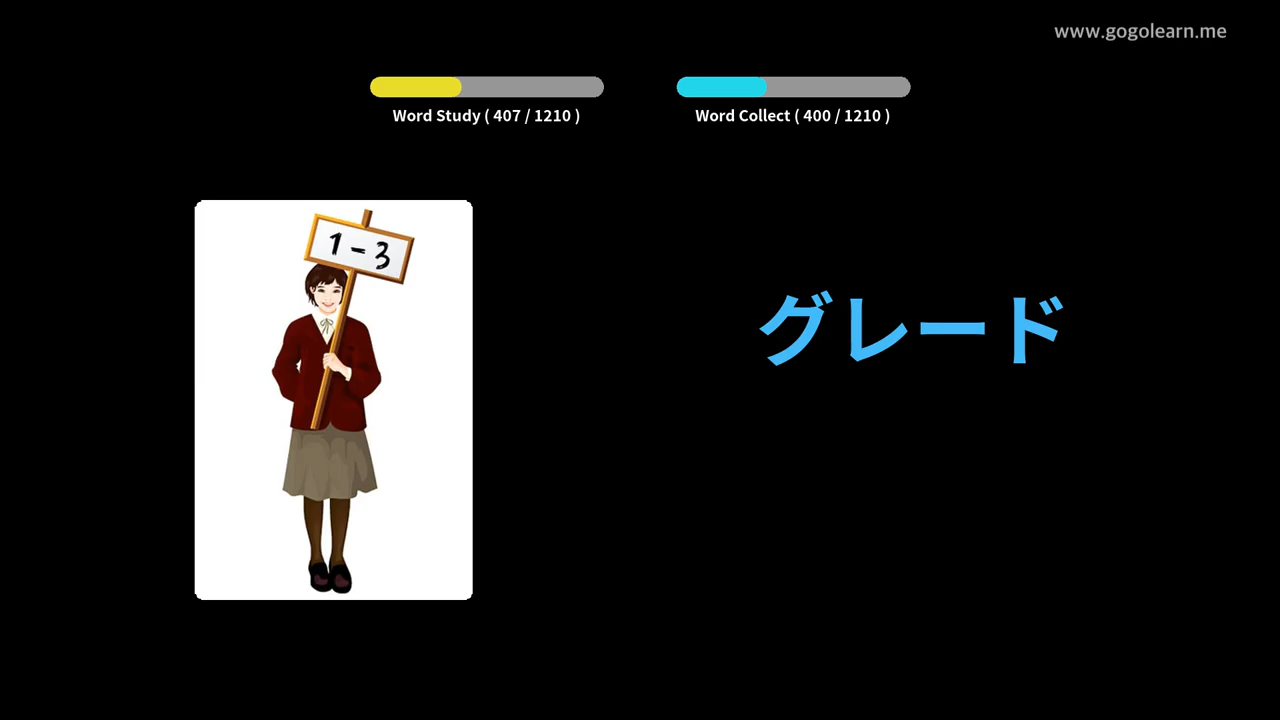 www.gogolearn.me
Word Study ( 407 / 1210 )
Word Collect ( 400 / 1210 )
1 - 3
グレード